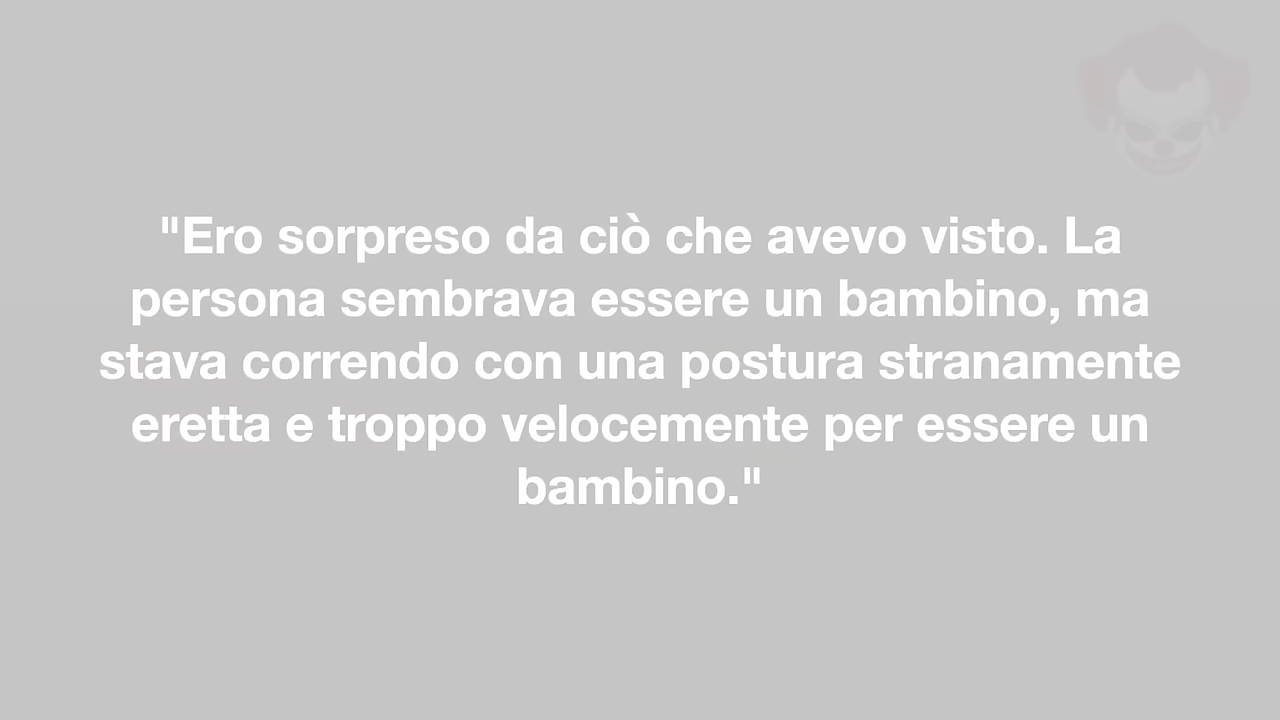 "Ero sorpreso da ciò che avevo visto. La
persona sembrava essere un bambino, ma
stava correndo con una postura stranamente
eretta e troppo velocemente per essere un
bambino."